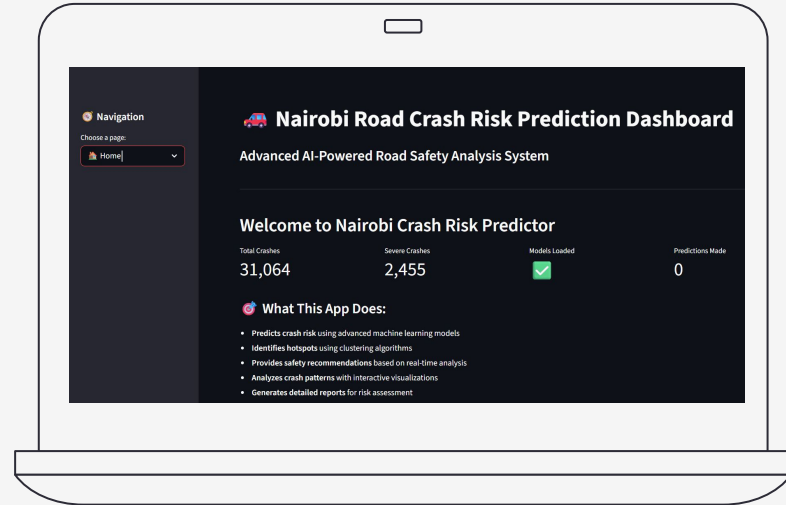 Navigation
Choose a page:
Home
Nairobi Road Crash Risk Prediction Dashboard
Advanced AI-Powered Road Safety Analysis System
Welcome to Nairobi Crash Risk Predictor
Total Crashes Severe Crashes Models Loaded Predictions Made
31,064 2,455 ✅ 0
What This App Does:
• Predicts crash risk using advanced machine learning models
• Identifies hotspots using clustering algorithms
• Provides safety recommendations based on real-time analysis
• Analyzes crash patterns with interactive visualizations
• Generates detailed reports for risk assessment